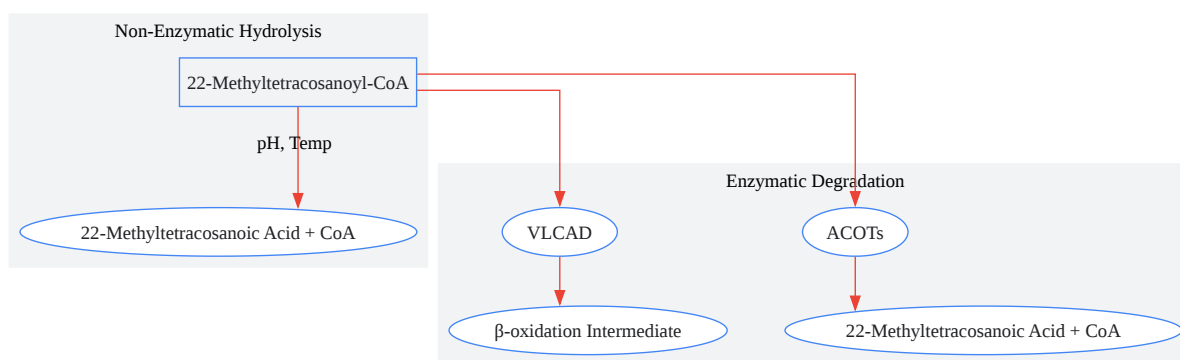 Non-Enzymatic Hydrolysis
22-Methyltetracosanoyl-CoA
pH, Temp
Enzymatic Degradation
22-Methyltetracosanoic Acid + CoA
VLCAD
ACOTs
β-oxidation Intermediate
22-Methyltetracosanoic Acid + CoA